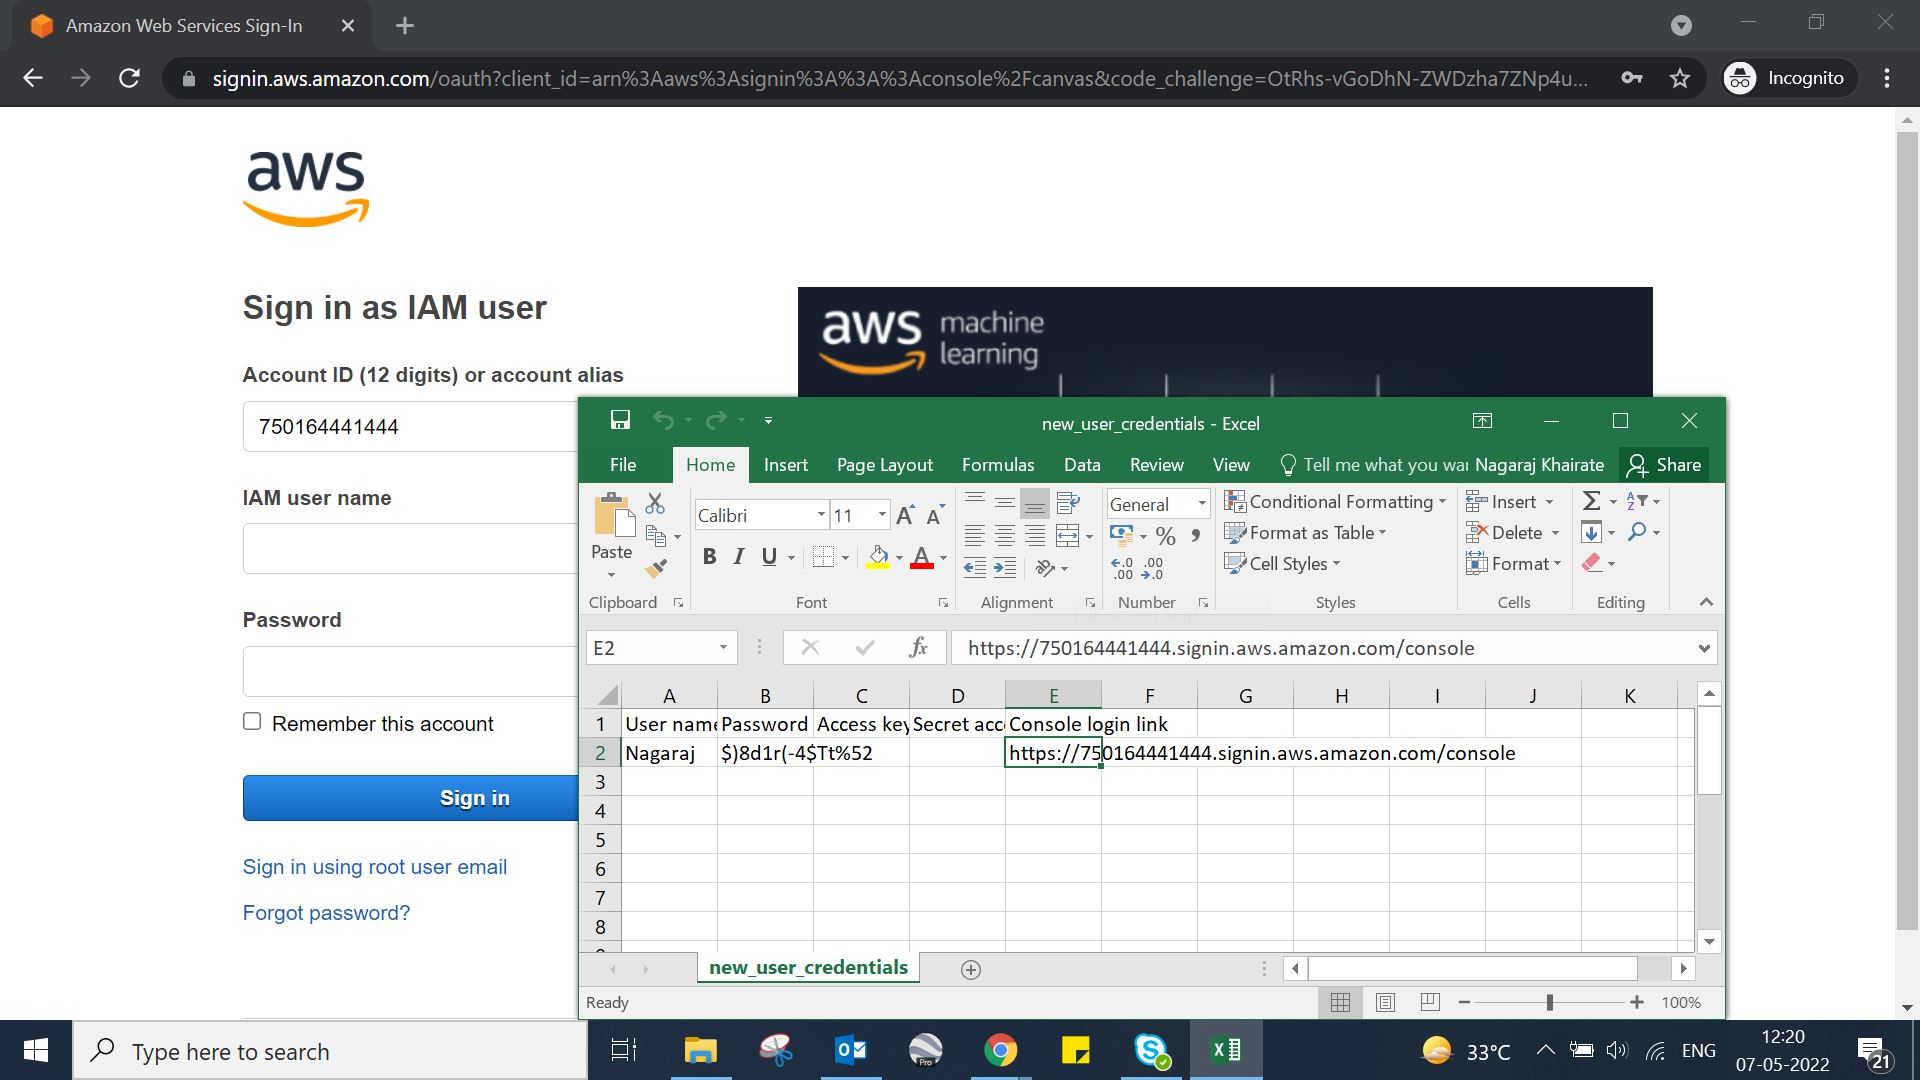 Amazon Web Services Sign-In
signin.aws.amazon.com/oauth?client_id=arn%3Aaws%3Asignin%3A%3A%3Aconsole%2Fcanvas&code_challenge=OtRhs-vGoDhN-ZWDzha7ZNp4u...
Incognito
aws
Sign in as IAM user
Account ID (12 digits) or account alias
750164441444
IAM user name
Password
Remember this account
Sign in
Sign in using root user email
Forgot password?
aws machine learning
new_user_credentials - Excel
File Home Insert Page Layout Formulas Data Review View Tell me what you wai Nagaraj Khairate Share
Paste
Calibri 11
B I U
General
Conditional Formatting
Format as Table
Cell Styles
Insert
Delete
Format
Clipboard Font Alignment Number Styles Cells Editing
Full-screen Snip
E2 fx https://750164441444.signin.aws.amazon.com/console
A B C D E F G H I J K
1 User name Password Access key Secret acc Console login link
2 Nagaraj $)8d1r(-4$Tt%52 https://750164441444.signin.aws.amazon.com/console
3
4
5
6
7
8
new_user_credentials
Ready 100%
Type here to search
Pro
33°C
ENG
12:20
07-05-2022
21